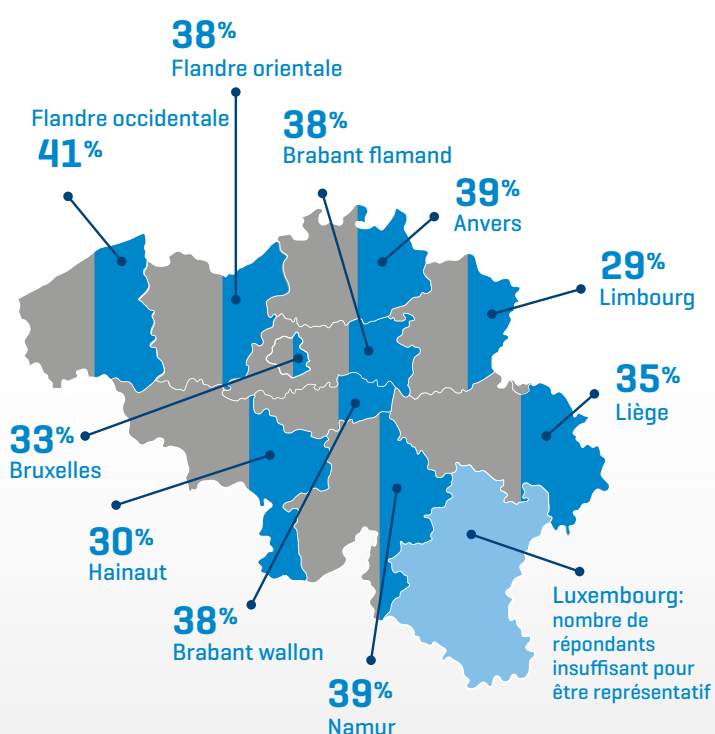 38%
Flandre orientale
Flandre occidentale
41%
38%
Brabant flamand
39%
Anvers
29%
Limbourg
35%
Liège
33%
Bruxelles
30%
Hainaut
38%
Brabant wallon
39%
Namur
Luxembourg:
nombre de
répondants
insuffisant pour
être représentatif